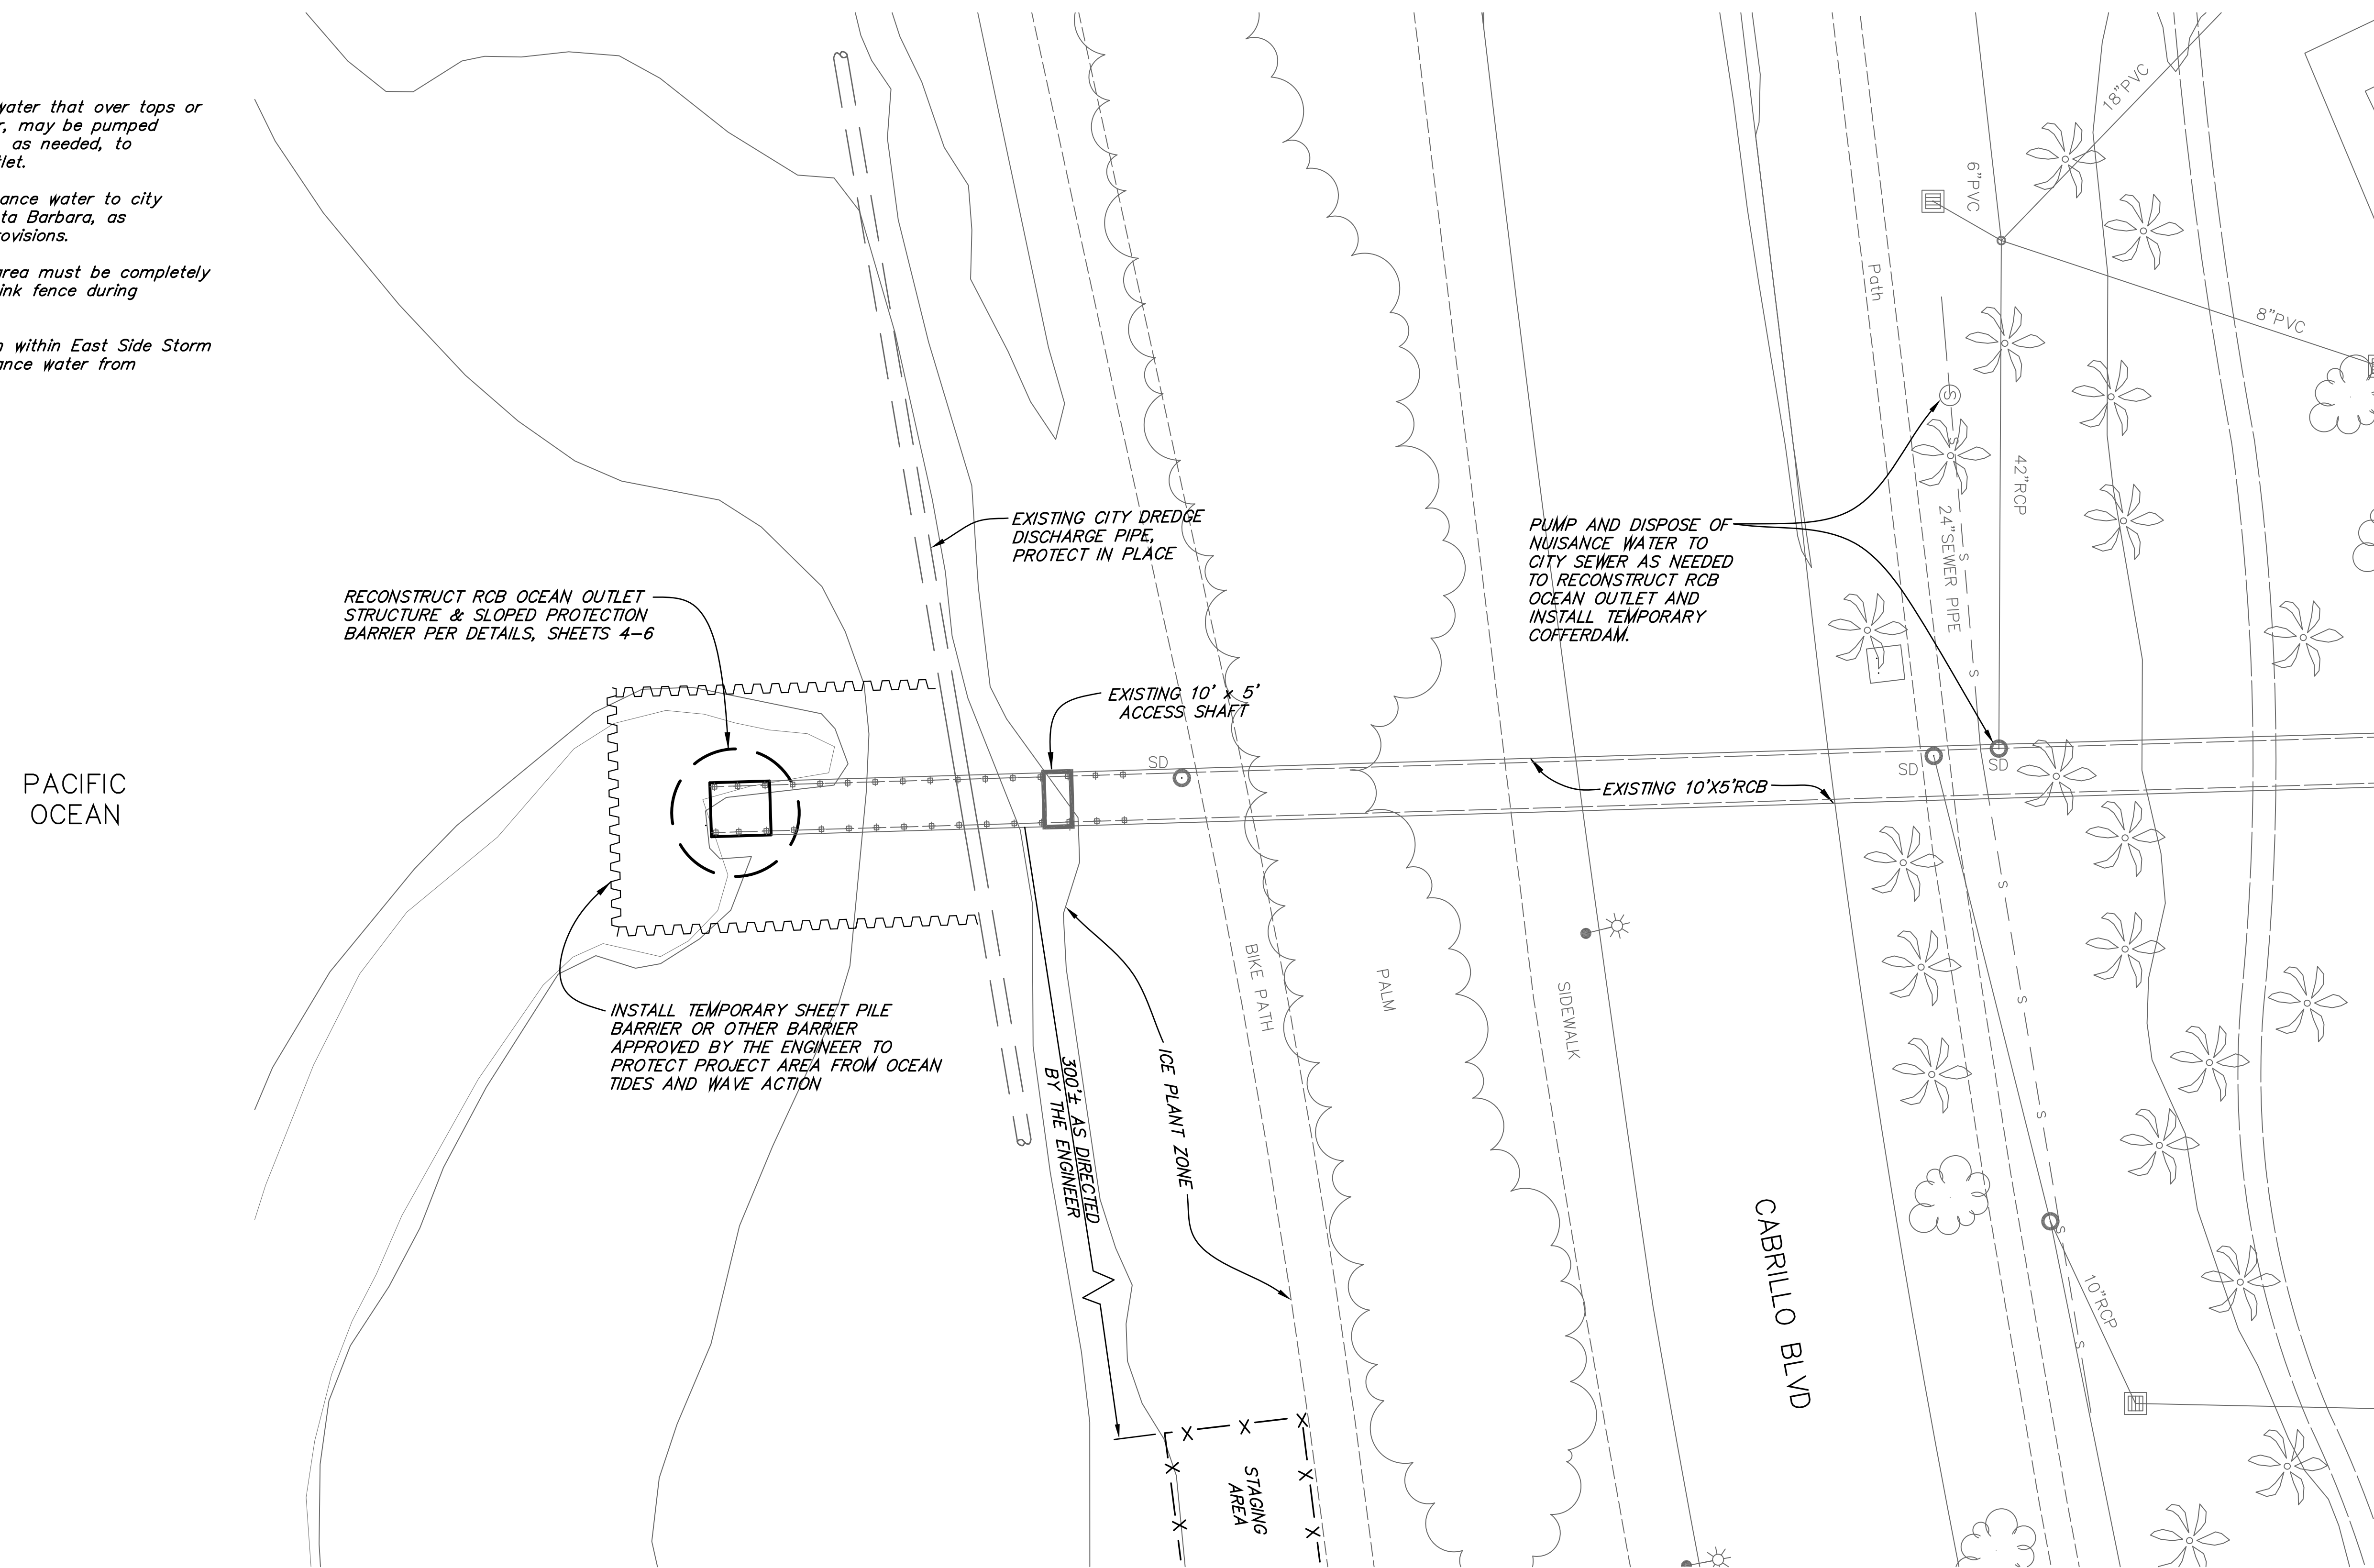 water that over tops or
may be pumped
as needed, to
ance water to city
ta Barbara, as
rovisions.
area must be completely
ink fence during
within East Side Storm
ance water from
PACIFIC
OCEAN
RECONSTRUCT RCB OCEAN OUTLET
STRUCTURE & SLOPED PROTECTION
BARRIER PER DETAILS, SHEETS 4-6
EXISTING CITY DREDGE
DISCHARGE PIPE,
PROTECT IN PLACE
EXISTING 10' x 5'
ACCESS SHAFT
INSTALL TEMPORARY SHEET PILE
BARRIER OR OTHER BARRIER
APPROVED BY THE ENGINEER TO
PROTECT PROJECT AREA FROM OCEAN
TIDES AND WAVE ACTION
300'± AS DIRECTED
BY THE ENGINEER
ICE PLANT ZONE
STAGING
AREA
X
X
X
X
X
X
X
X
SD
BIKE PATH
PALM
SIDEWALK
EXISTING 10'X5'RCB
PUMP AND DISPOSE OF
NUISANCE WATER TO
CITY SEWER AS NEEDED
TO RECONSTRUCT RCB
OCEAN OUTLET AND
INSTALL TEMPORARY
COFFERDAM.
CABRILLO BLVD
Path
6"PVC
18"PVC
8"PVC
42"RCP
24"SEWER PIPE
S
S
S
S
S
S
S
S
S
SD
SD
10"RCP